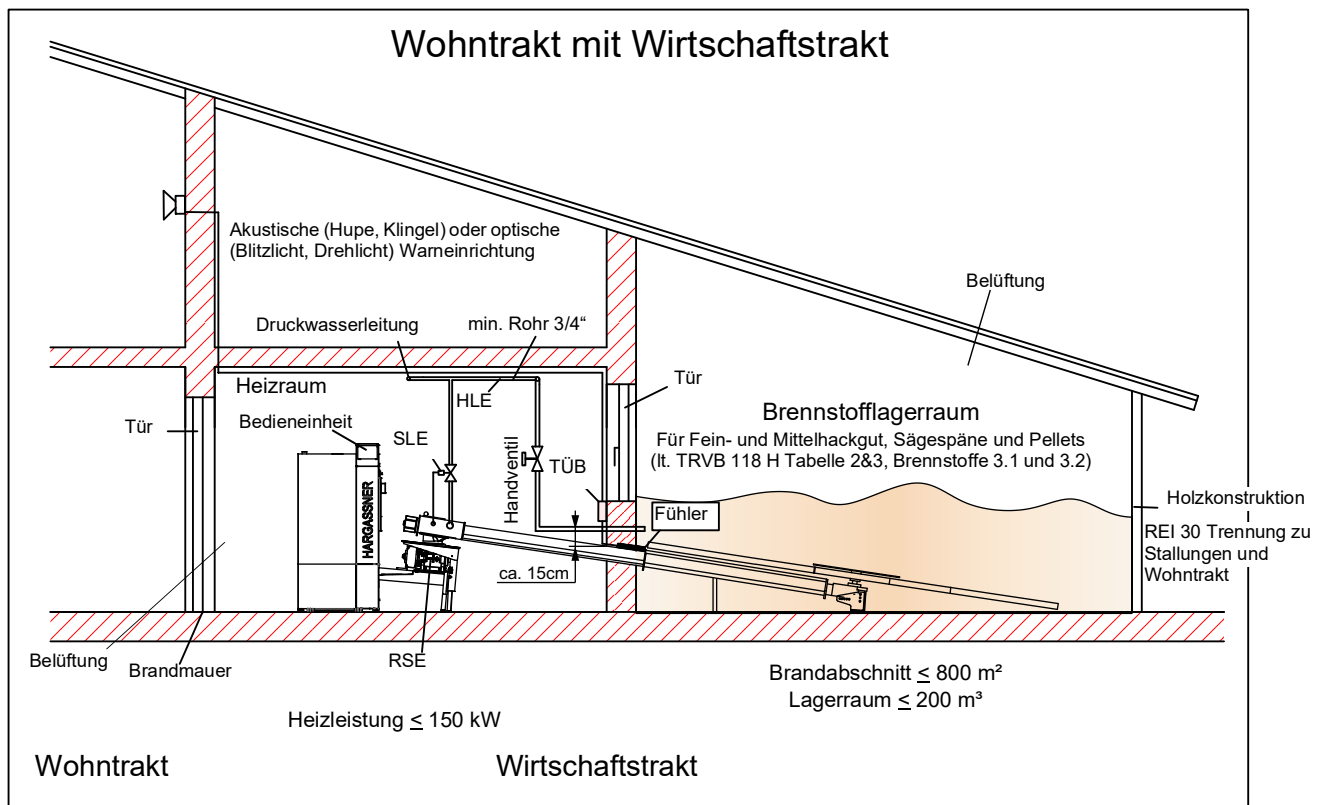 Wohntrakt mit Wirtschaftstrakt
Akustische (Hupe, Klingel) oder optische
(Blitzlicht, Drehlicht) Warneinrichtung
Belüftung
Druckwasserleitung
min. Rohr 3/4“
Heizraum
Tür
HLE
Bedieneinheit
Tür
SLE
Handventil
TÜB
Brennstofflagerraum
Für Fein- und Mittelhackgut, Sägespäne und Pellets
(lt. TRVB 118 H Tabelle 2&3, Brennstoffe 3.1 und 3.2)
HARGASSNER
Fühler
Holzkonstruktion
REI 30 Trennung zu
Stallungen und
Wohntrakt
ca. 15cm
Belüftung
Brandmauer
RSE
Brandabschnitt ≤ 800 m²
Lagerraum ≤ 200 m³
Heizleistung ≤ 150 kW
Wohntrakt
Wirtschaftstrakt